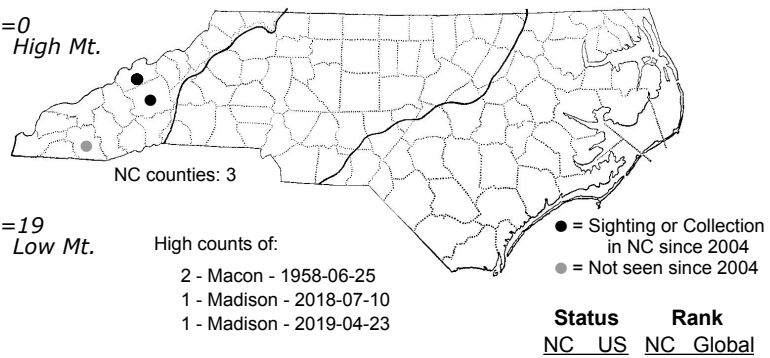 =0
High Mt.
NC counties: 3
=19
Low Mt.
High counts of:
2 - Macon - 1958-06-25
1 - Madison - 2018-07-10
1 - Madison - 2019-04-23
● = Sighting or Collection
in NC since 2004
● = Not seen since 2004
Status Rank
NC US NC Global